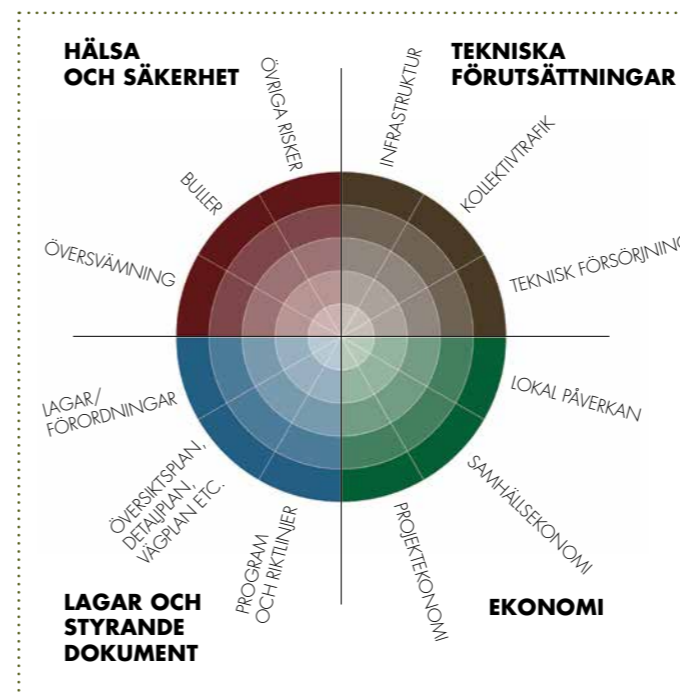 HÄLSA
OCH SÄKERHET
ÖVRIGA RISKER
BULLER
ÖVERSVÄMNING
TEKNISKA
FÖRUTSÄTTNINGAR
INFRASTRUKTUR
KOLLEKTIVTRAFIK
TEKNISK FÖRSÖRJNING
LAGAR/
FÖRORDNINGAR
ÖVERSIKTSPLAN,
DETALJPLAN,
VÄGPLAN ETC.
PROGRAM
OCH RIKTLINJER
LAGAR OCH
STYRANDE
DOKUMENT
LOKAL PÅVERKAN
SAMHÄLLSEKONOMI
PROJEKTEKONOMI
EKONOMI